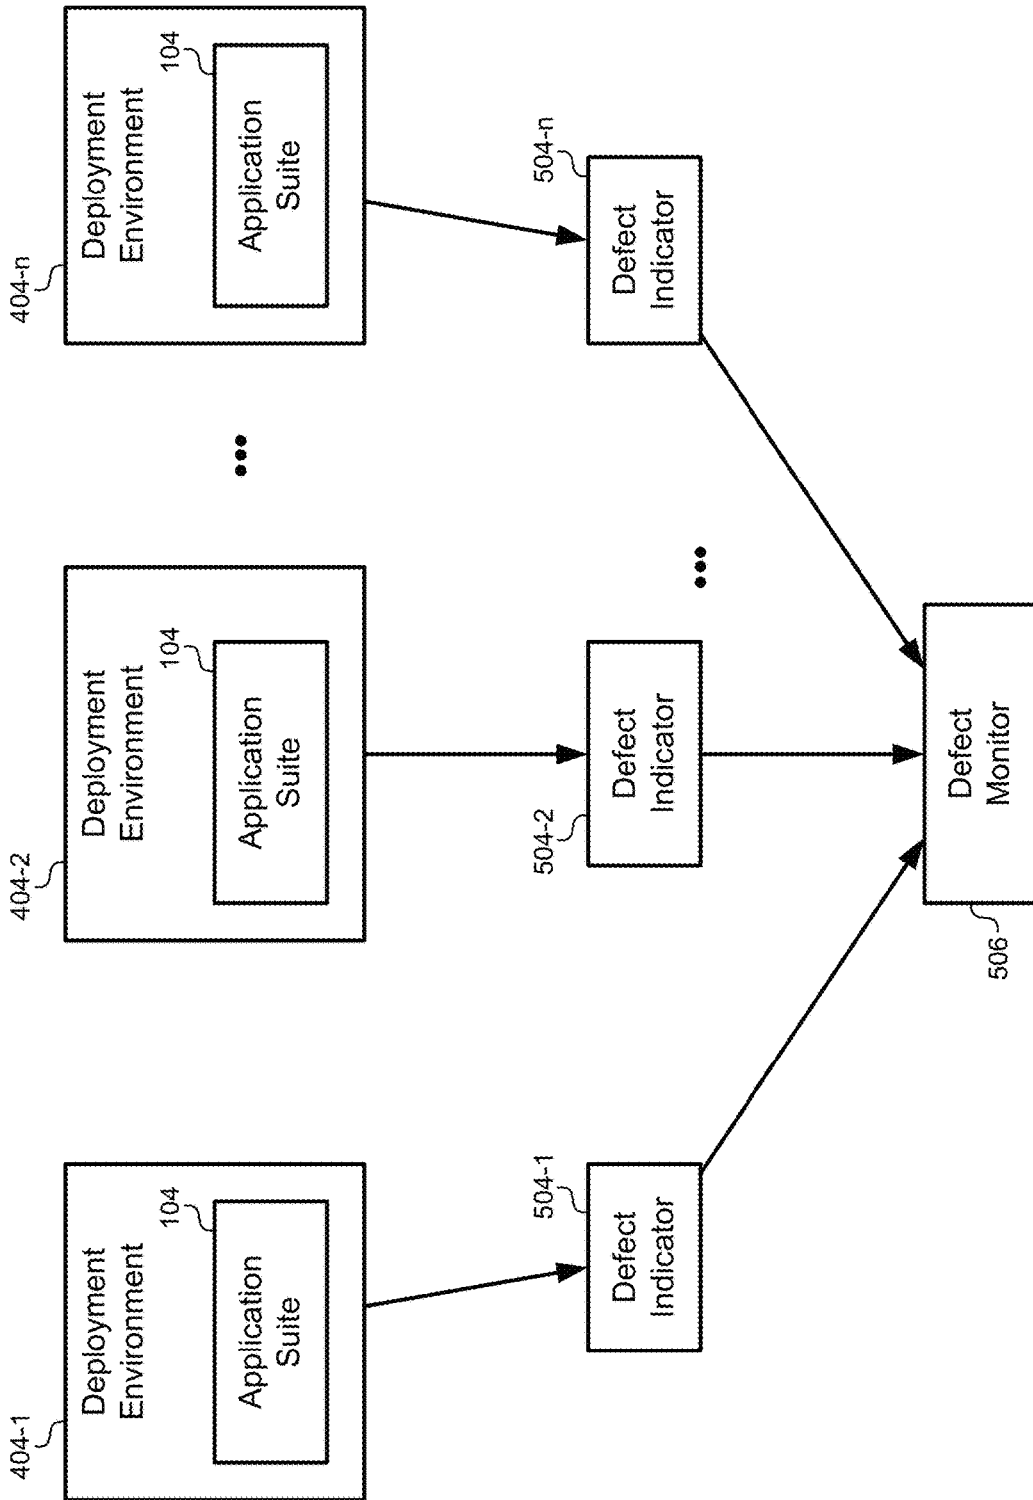 404-1
Deployment
Environment
104
Application
Suite
404-2
Deployment
Environment
104
Application
Suite
•••
404-n
Deployment
Environment
104
Application
Suite
504-1
Defect
Indicator
504-2
Defect
Indicator
•••
504-n
Defect
Indicator
506
Defect
Monitor